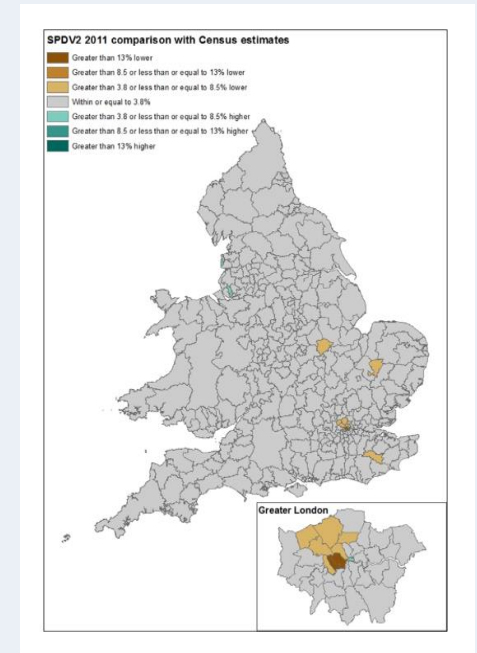 SPDV2 2011 comparison with Census estimates
Greater than 13% lower
Greater than 8.5 or less than or equal to 13% lower
Greater than 3.8 or less than or equal to 8.5% lower
Within or equal to 3.8%
Greater than 3.8 or less than or equal to 8.5% higher
Greater than 8.5 or less than or equal to 13% higher
Greater than 13% higher
Greater London